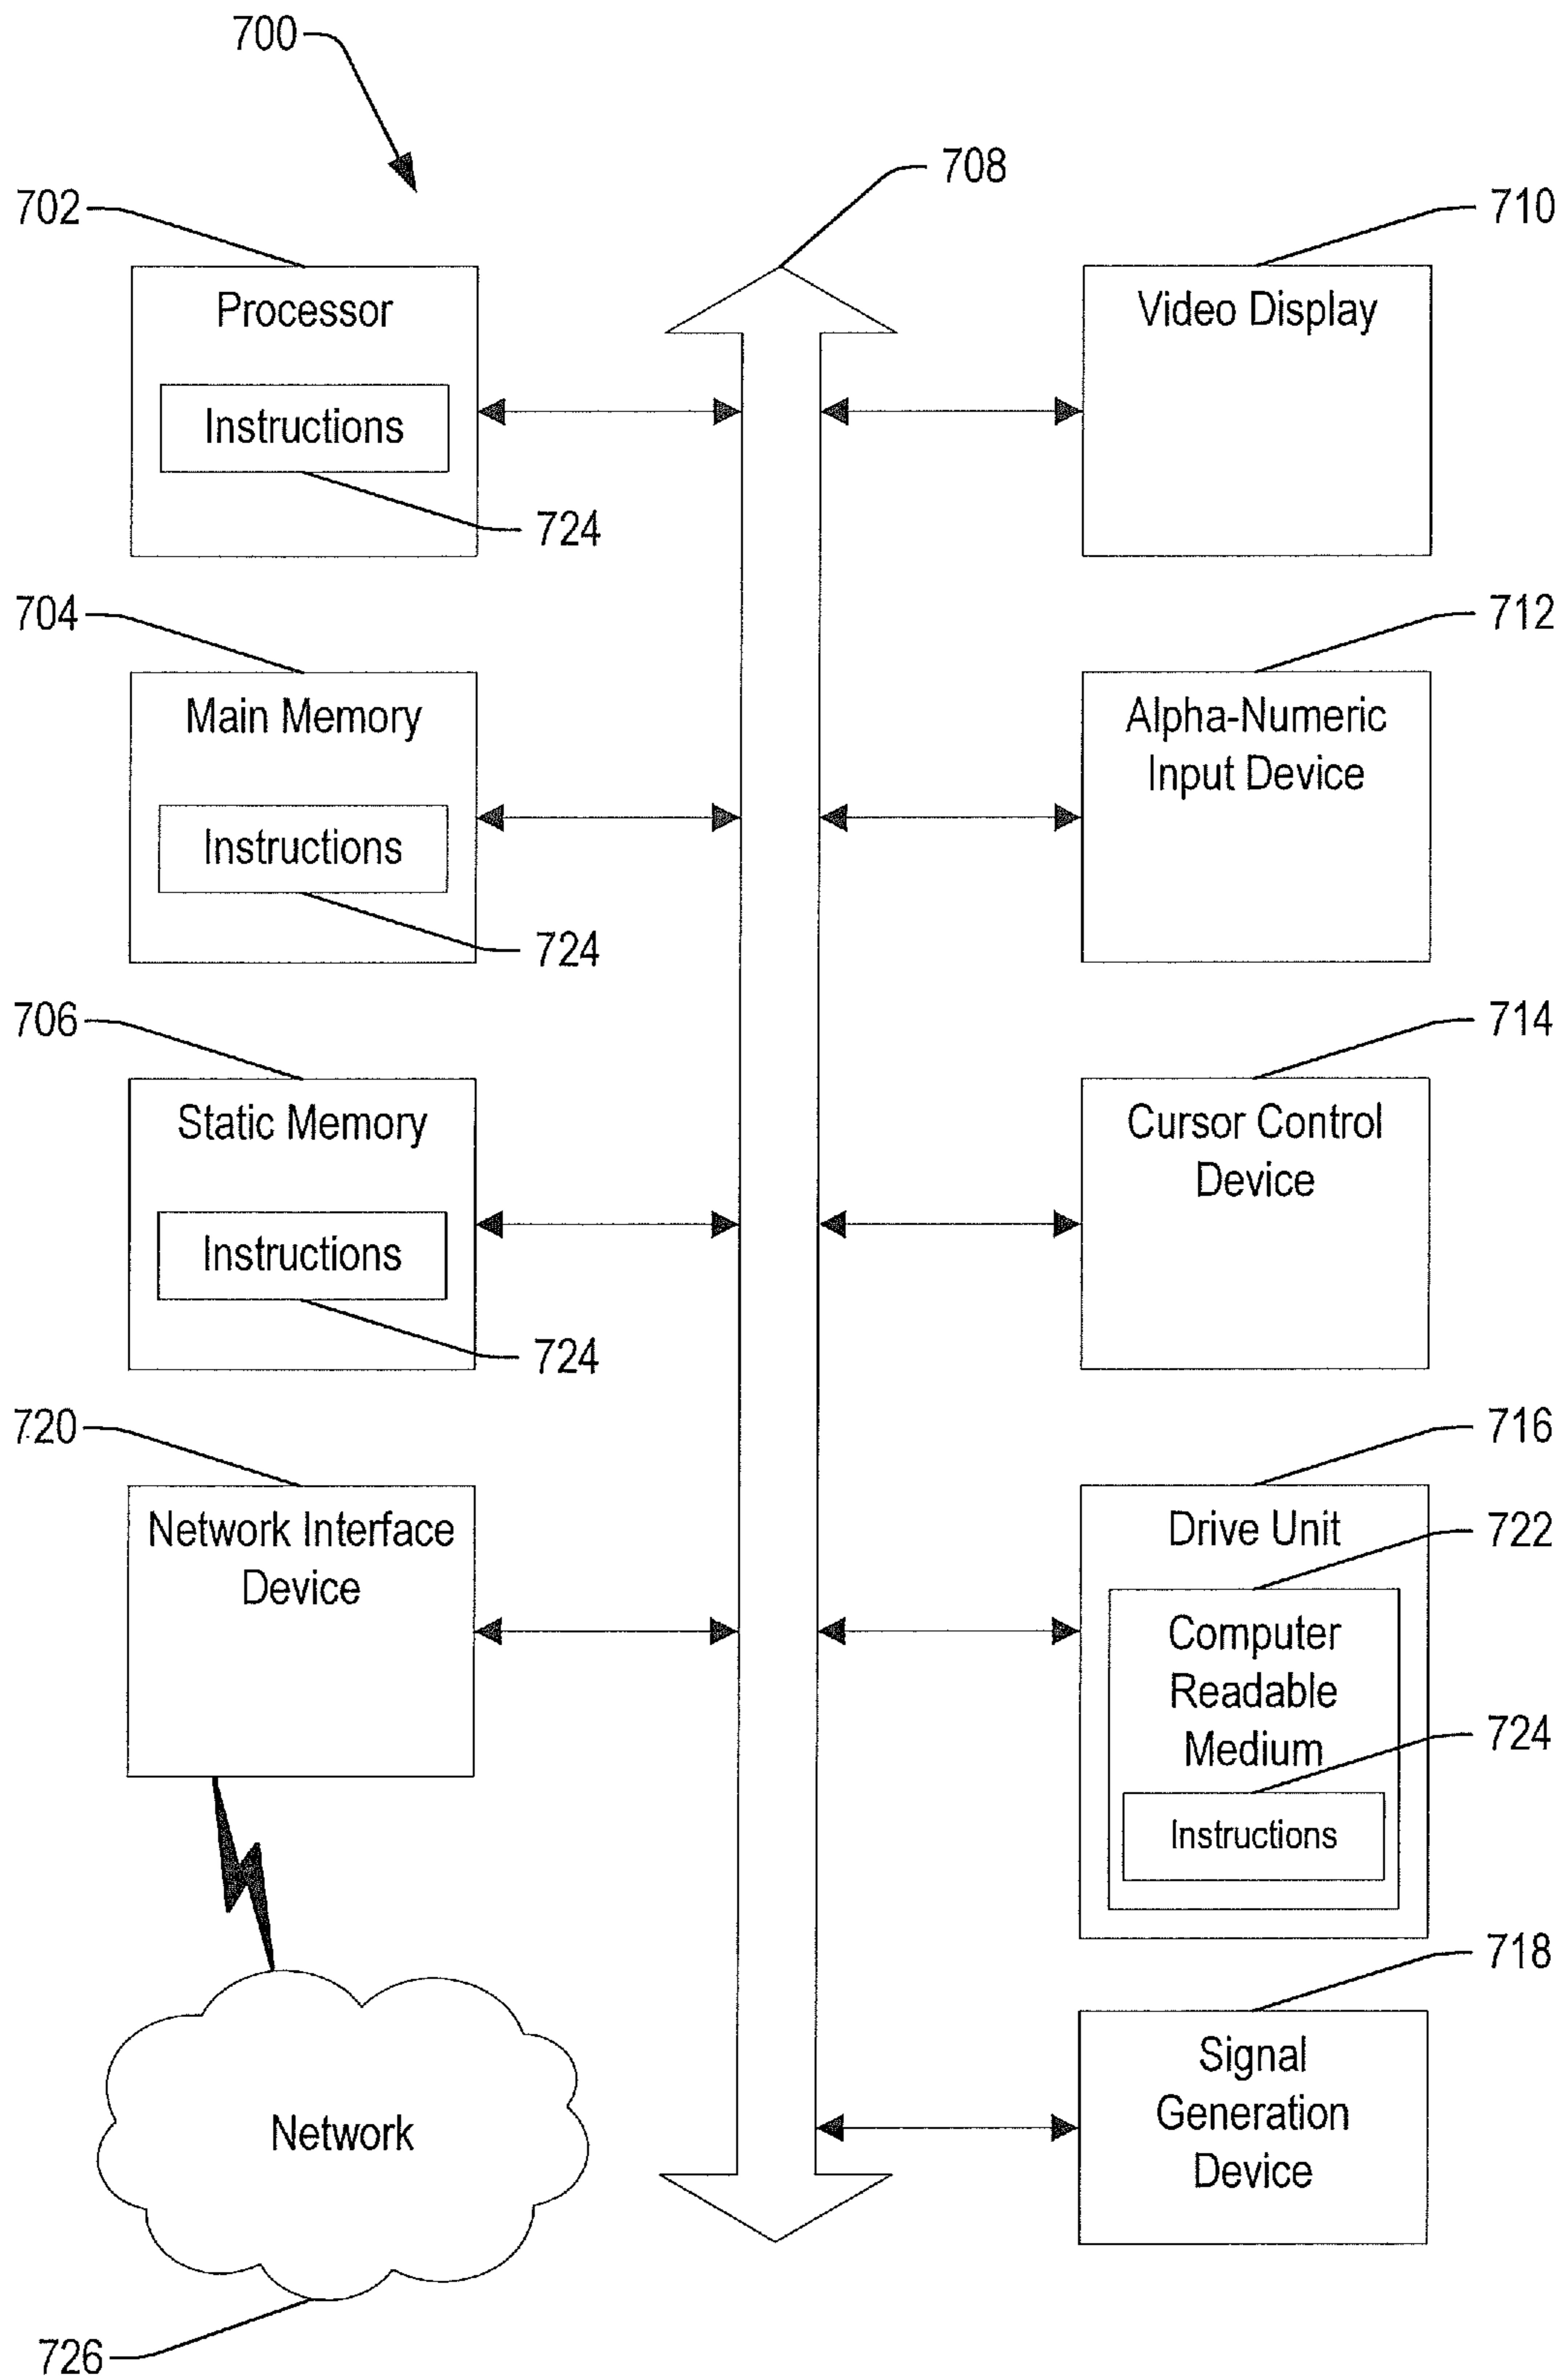 700
708
702
710
Processor
Instructions
724
Video Display
704
712
Main Memory
Instructions
724
Alpha-Numeric
Input Device
706
714
Static Memory
Instructions
724
Cursor Control
Device
720
716
Network Interface
Device
Drive Unit
722
Computer
Readable
Medium
724
Instructions
718
Signal
Generation
Device
Network
726